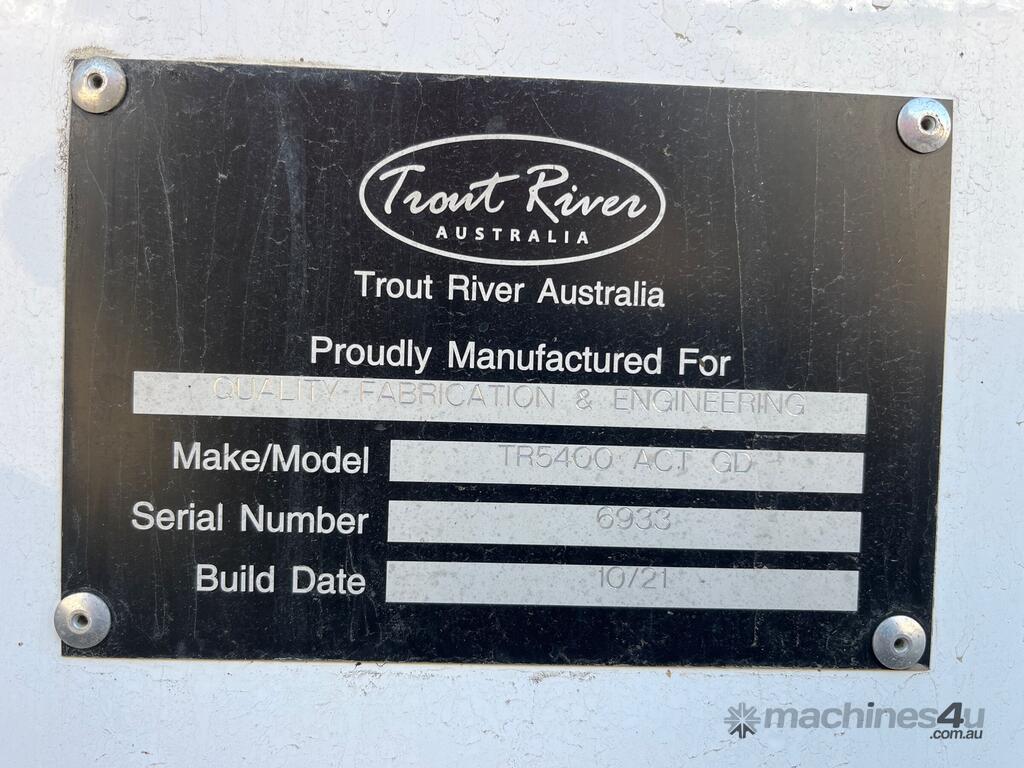 Trout River
AUSTRALIA
Trout River Australia
Proudly Manufactured For
QUALITY FABRICATION & ENGINEERING
Make/Model TR5400 ACT GD
Serial Number 6933
Build Date 10/21
machines4u
.com.au